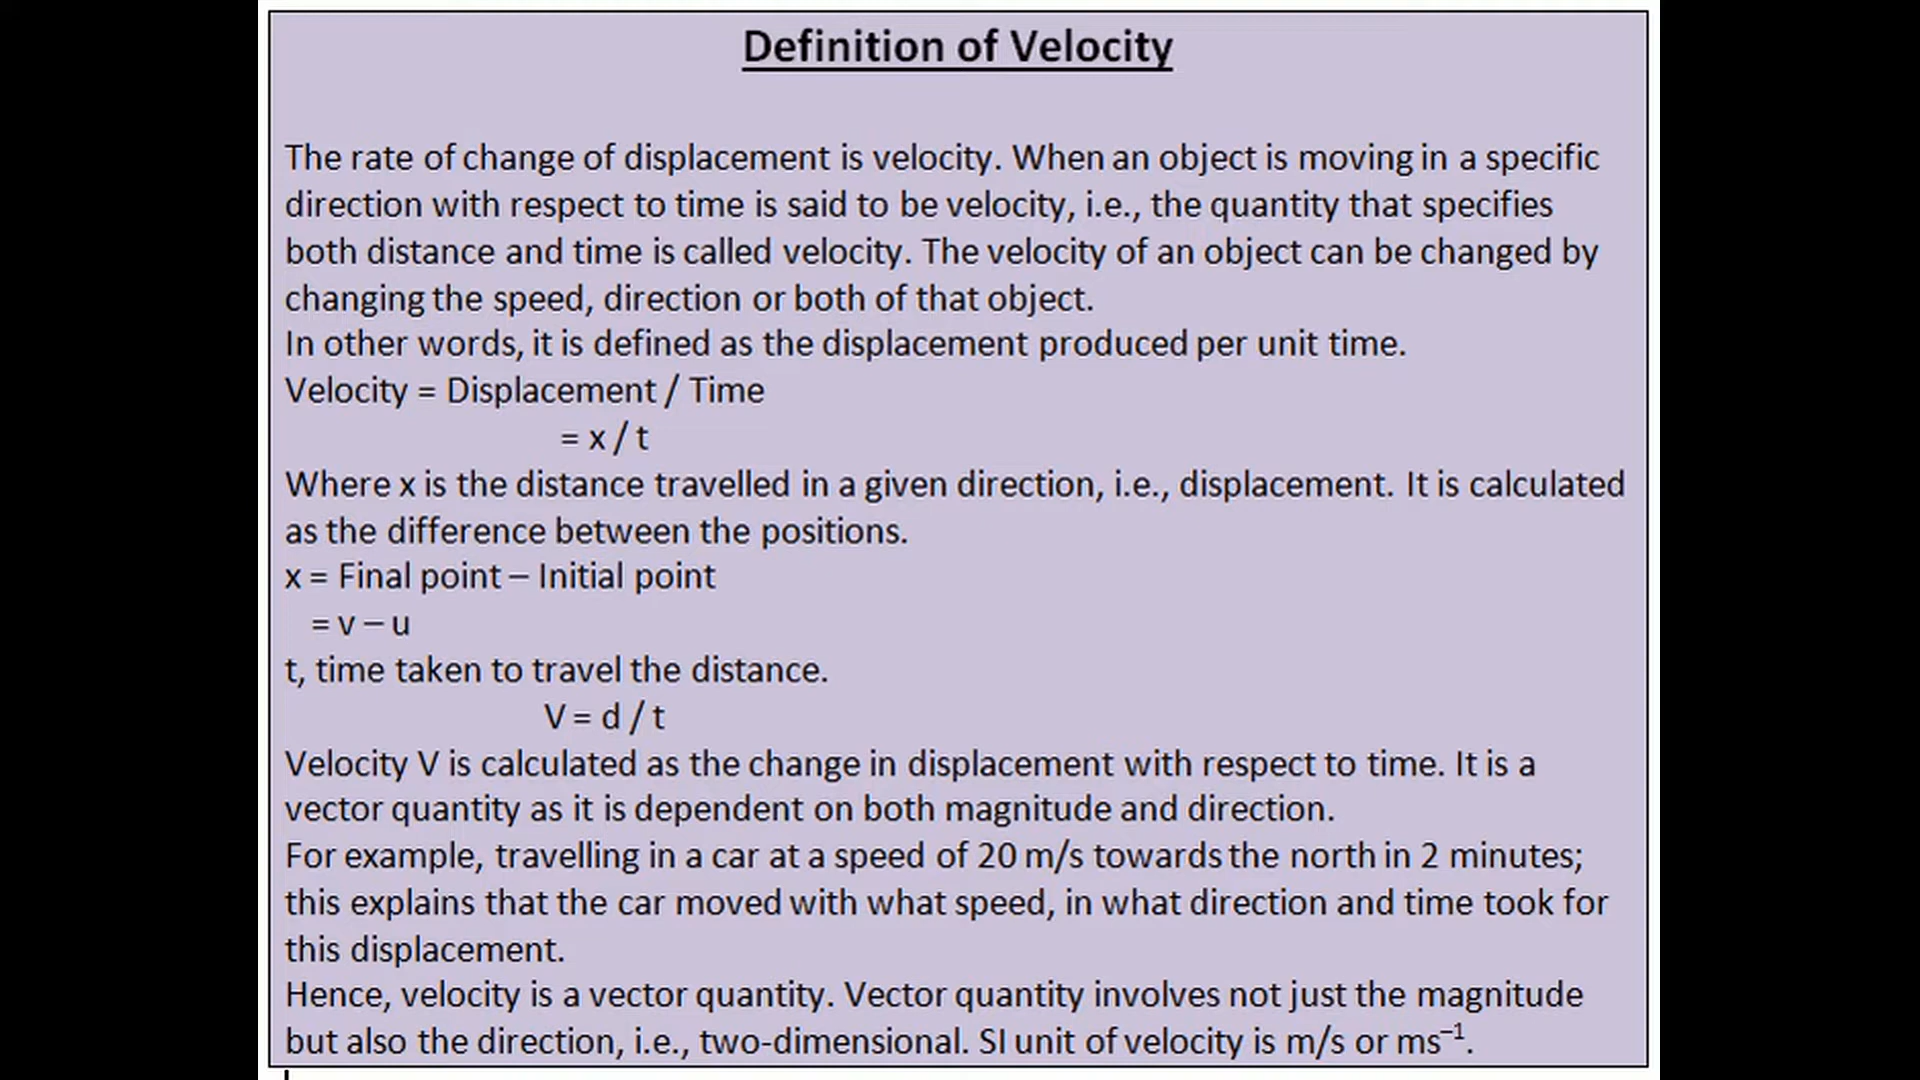 Definition of Velocity
The rate of change of displacement is velocity. When an object is moving in a specific
direction with respect to time is said to be velocity, i.e., the quantity that specifies
both distance and time is called velocity. The velocity of an object can be changed by
changing the speed, direction or both of that object.
In other words, it is defined as the displacement produced per unit time.
Velocity = Displacement / Time
= x / t
Where x is the distance travelled in a given direction, i.e., displacement. It is calculated
as the difference between the positions.
x = Final point – Initial point
= v – u
t, time taken to travel the distance.
V = d / t
Velocity V is calculated as the change in displacement with respect to time. It is a
vector quantity as it is dependent on both magnitude and direction.
For example, travelling in a car at a speed of 20 m/s towards the north in 2 minutes;
this explains that the car moved with what speed, in what direction and time took for
this displacement.
Hence, velocity is a vector quantity. Vector quantity involves not just the magnitude
but also the direction, i.e., two-dimensional. SI unit of velocity is m/s or ms⁻¹.